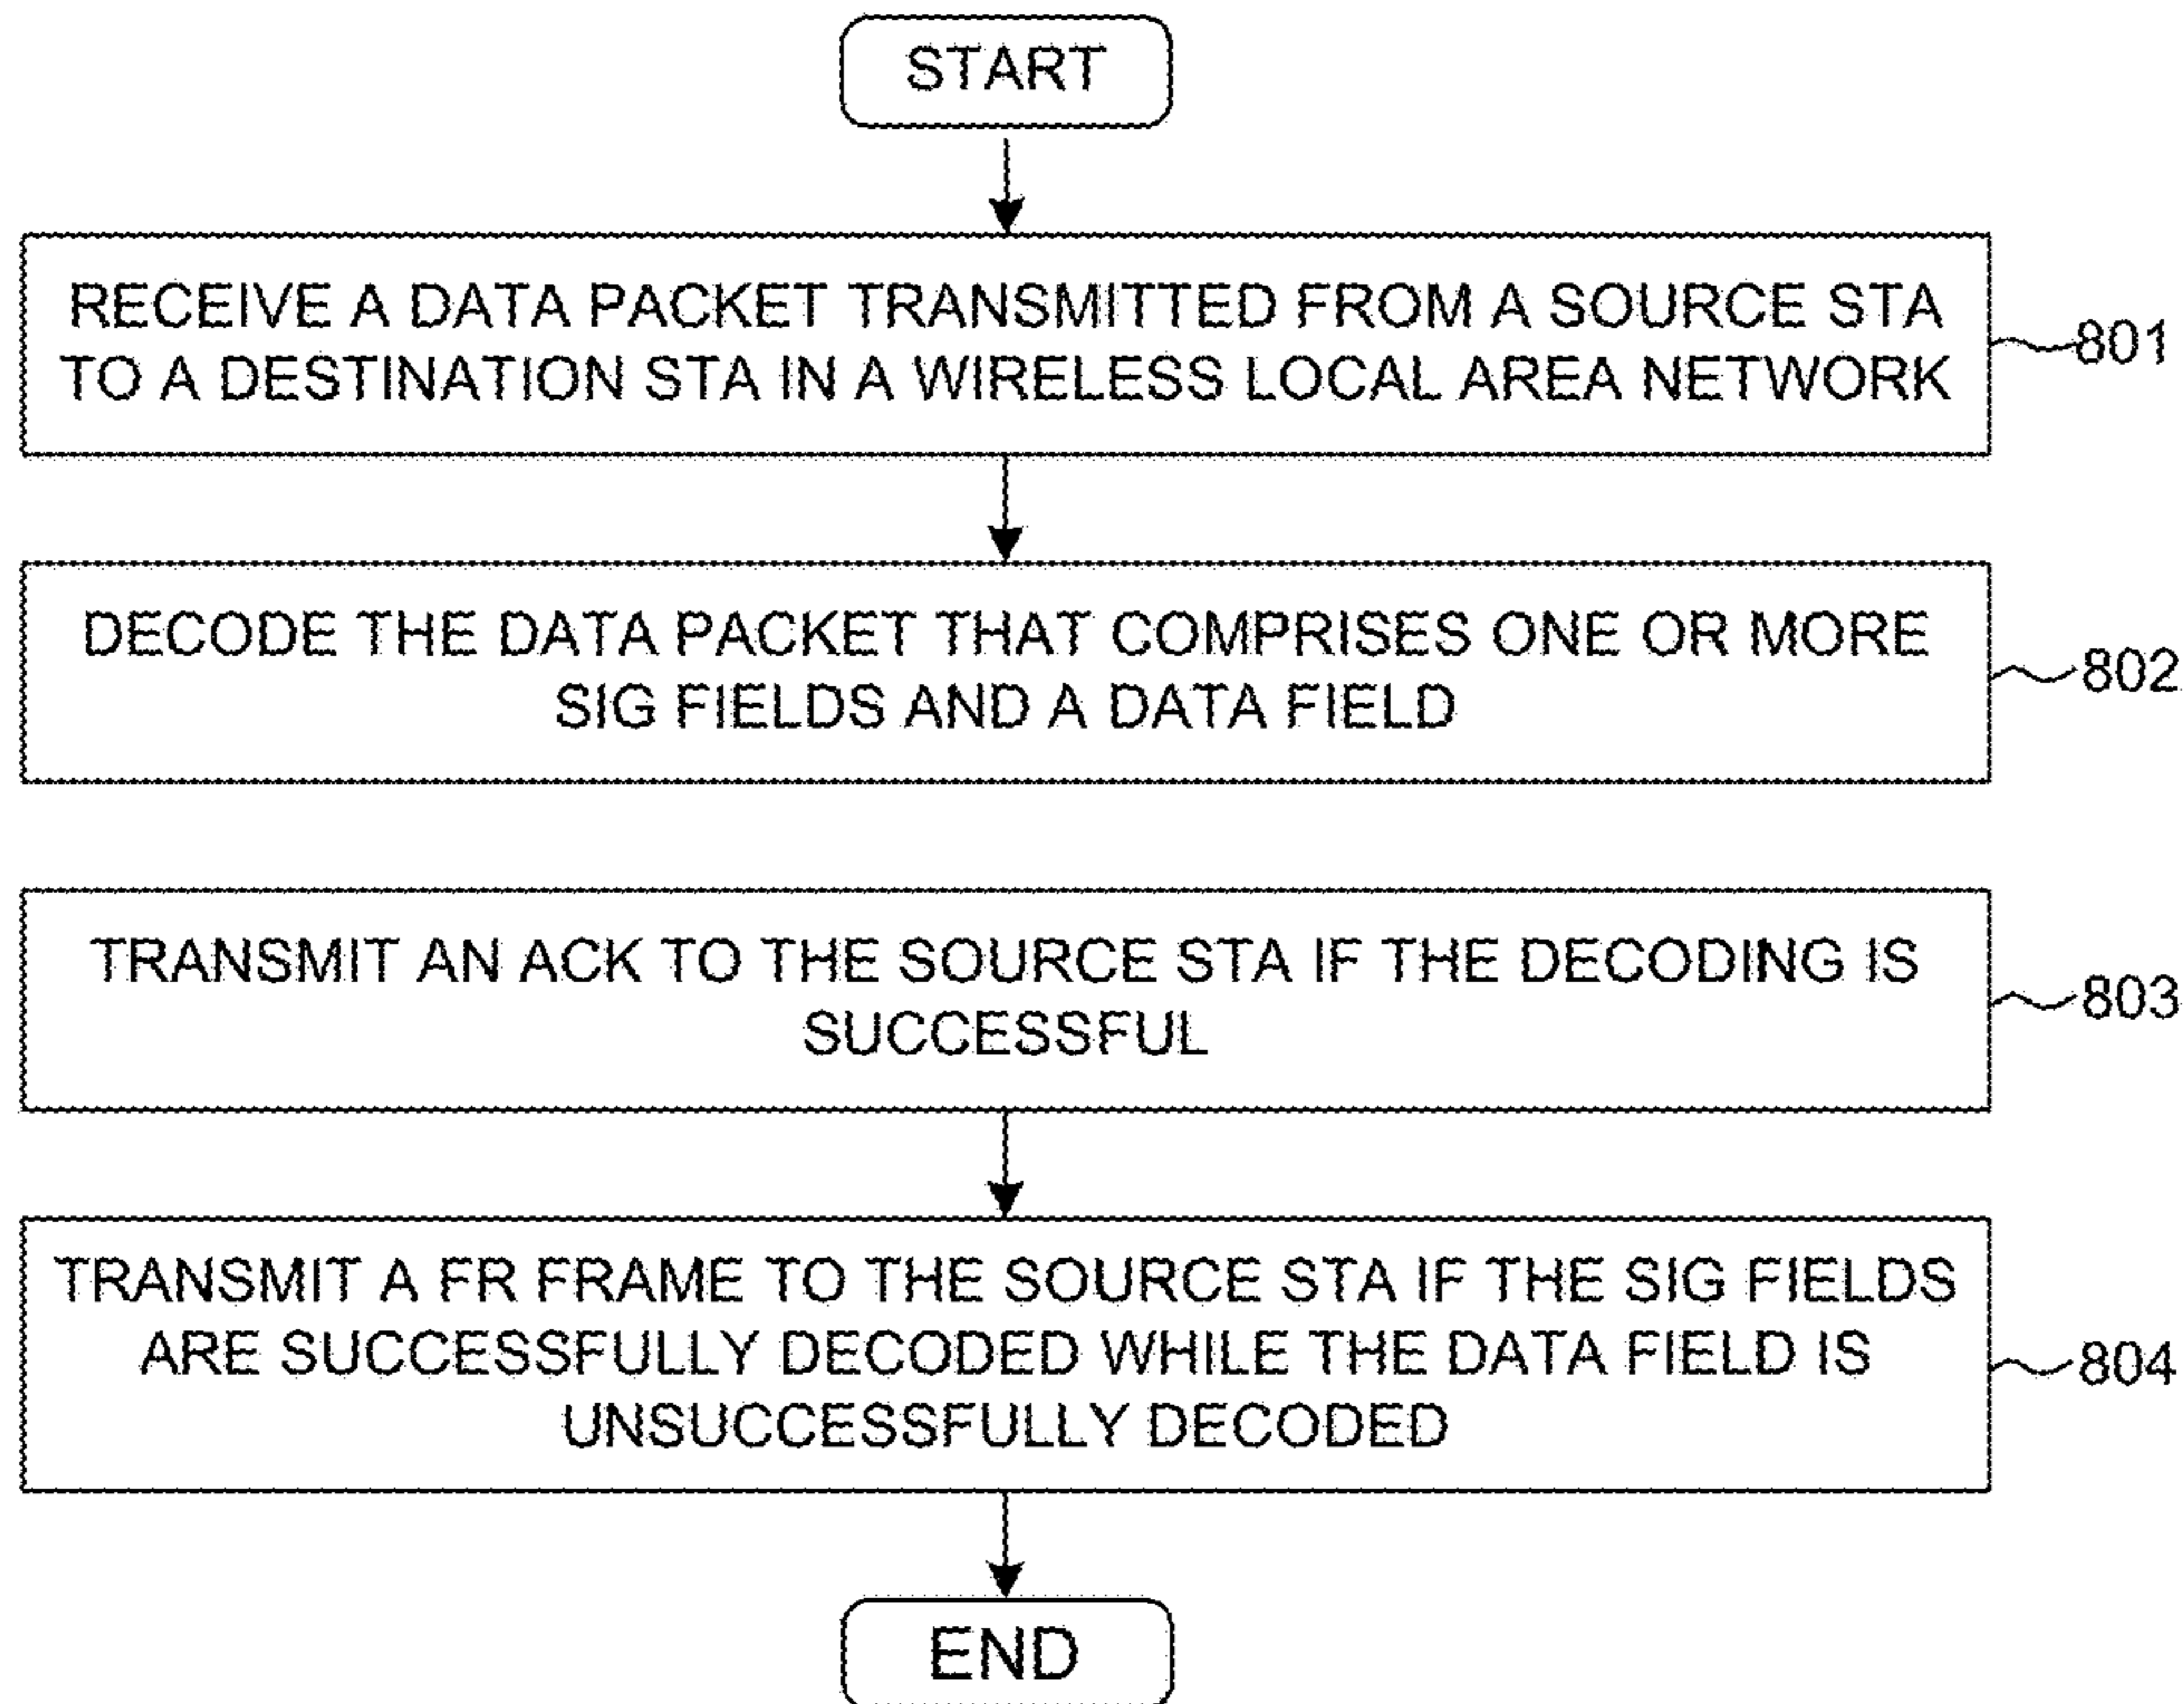 START
RECEIVE A DATA PACKET TRANSMITTED FROM A SOURCE STA
TO A DESTINATION STA IN A WIRELESS LOCAL AREA NETWORK
801
DECODE THE DATA PACKET THAT COMPRISES ONE OR MORE
SIG FIELDS AND A DATA FIELD
802
TRANSMIT AN ACK TO THE SOURCE STA IF THE DECODING IS
SUCCESSFUL
803
TRANSMIT A FR FRAME TO THE SOURCE STA IF THE SIG FIELDS
ARE SUCCESSFULLY DECODED WHILE THE DATA FIELD IS
UNSUCCESSFULLY DECODED
804
END